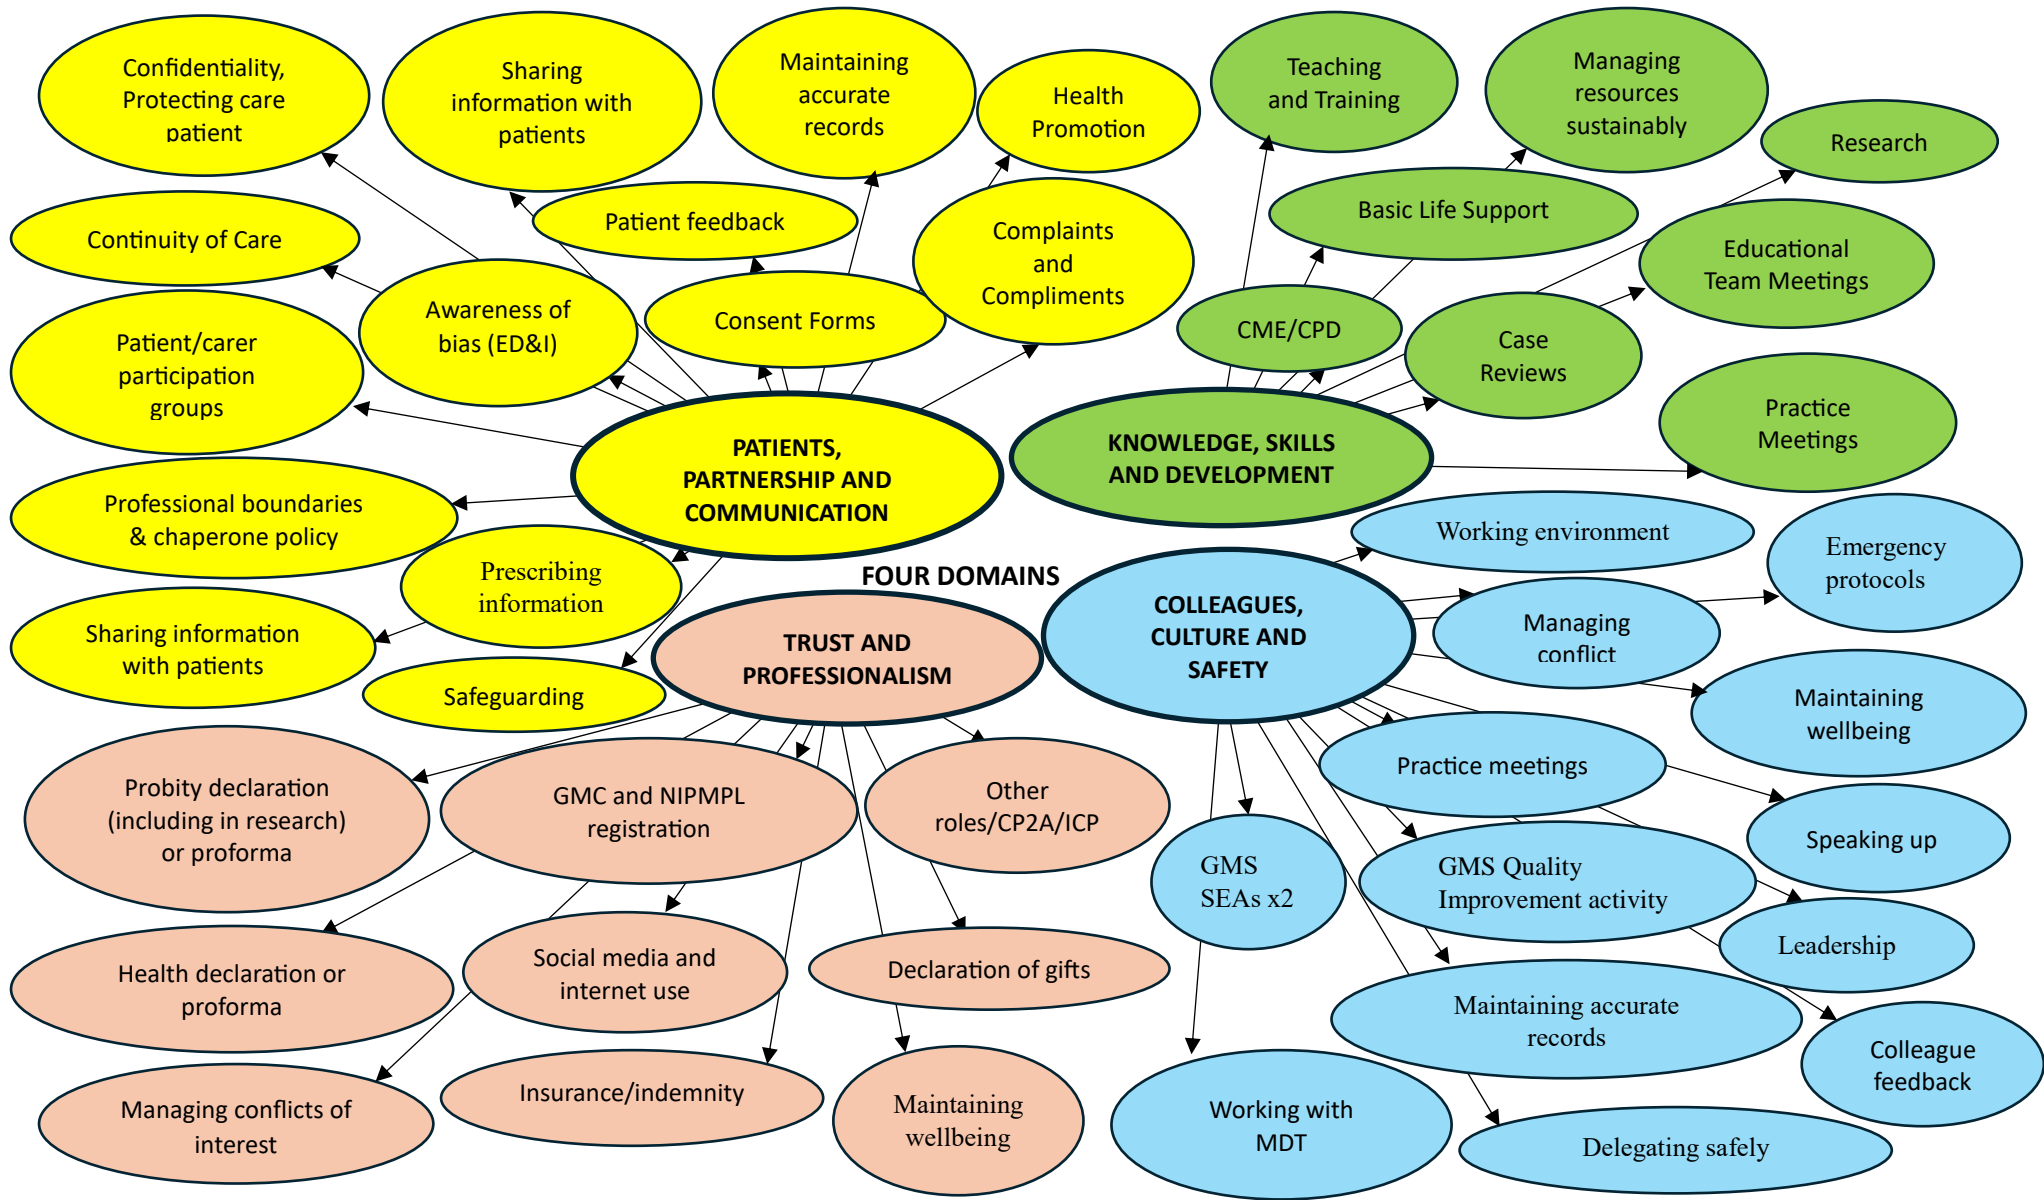 Confidentiality,
Protecting care
patient
Sharing
information with
patients
Maintaining
accurate
records
Health
Promotion
Teaching
and Training
Managing
resources
sustainably
Research
Continuity of Care
Patient feedback
Complaints
and
Compliments
Basic Life Support
Educational
Team Meetings
Awareness of
bias (ED&I)
Consent Forms
CME/CPD
Case
Reviews
Patient/carer
participation
groups
Practice
Meetings
PATIENTS,
PARTNERSHIP AND
COMMUNICATION
KNOWLEDGE, SKILLS
AND DEVELOPMENT
Professional boundaries
& chaperone policy
Prescribing
information
Working environment
Emergency
protocols
FOUR DOMAINS
Sharing information
with patients
Safeguarding
TRUST AND
PROFESSIONALISM
COLLEAGUES,
CULTURE AND
SAFETY
Managing
conflict
Maintaining
wellbeing
Probity declaration
(including in research)
or proforma
GMC and NIPMPL
registration
Other
roles/CP2A/ICP
Practice meetings
Speaking up
GMS
SEAs x2
GMS Quality
Improvement activity
Leadership
Health declaration or
proforma
Social media and
internet use
Declaration of gifts
Maintaining accurate
records
Colleague
feedback
Managing conflicts of
interest
Insurance/indemnity
Maintaining
wellbeing
Working with
MDT
Delegating safely